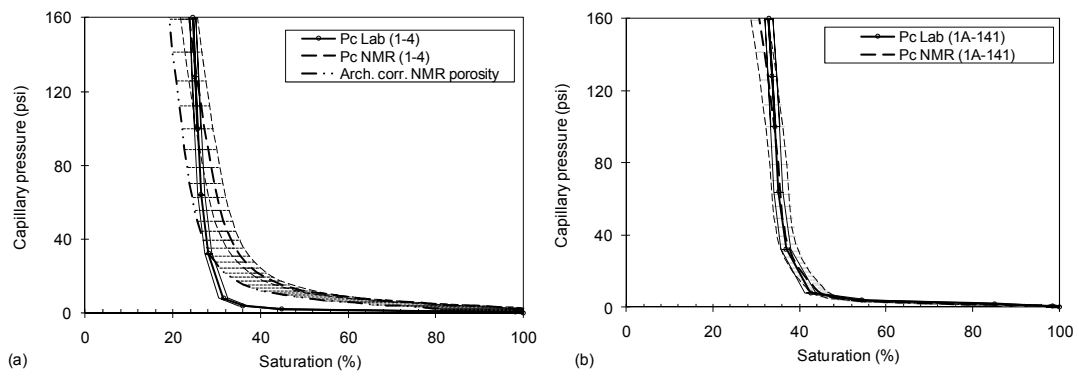 160
120
80
40
0
Capillary pressure (psi)
Pc Lab (1-4)
Pc NMR (1-4)
Arch. corr. NMR porosity
0 20 40 60 80 100
Saturation (%)
(a)
160
120
80
40
0
Capillary pressure (psi)
Pc Lab (1A-141)
Pc NMR (1A-141)
0 20 40 60 80 100
Saturation (%)
(b)